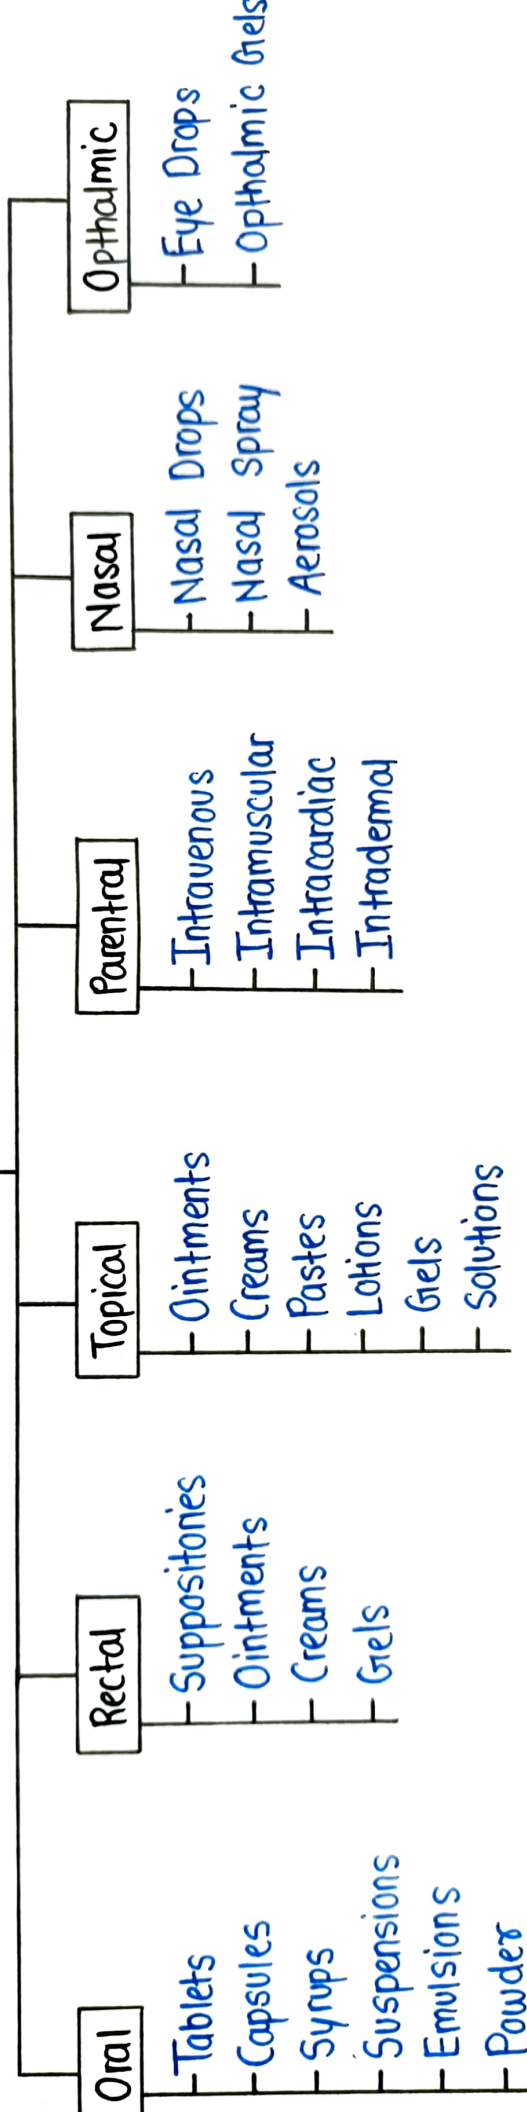 Oral
Tablets
Capsules
Syrups
Suspensions
Emulsions
Powder
Rectal
Suppositories
Ointments
Creams
Gels
Topical
Ointments
Creams
Pastes
Lotions
Gels
Solutions
Parentral
Intravenous
Intramuscular
Intracardiac
Intradermal
Nasal
Nasal Drops
Nasal Spray
Aerosols
Opthalmic
Eye Drops
Opthalmic Gels